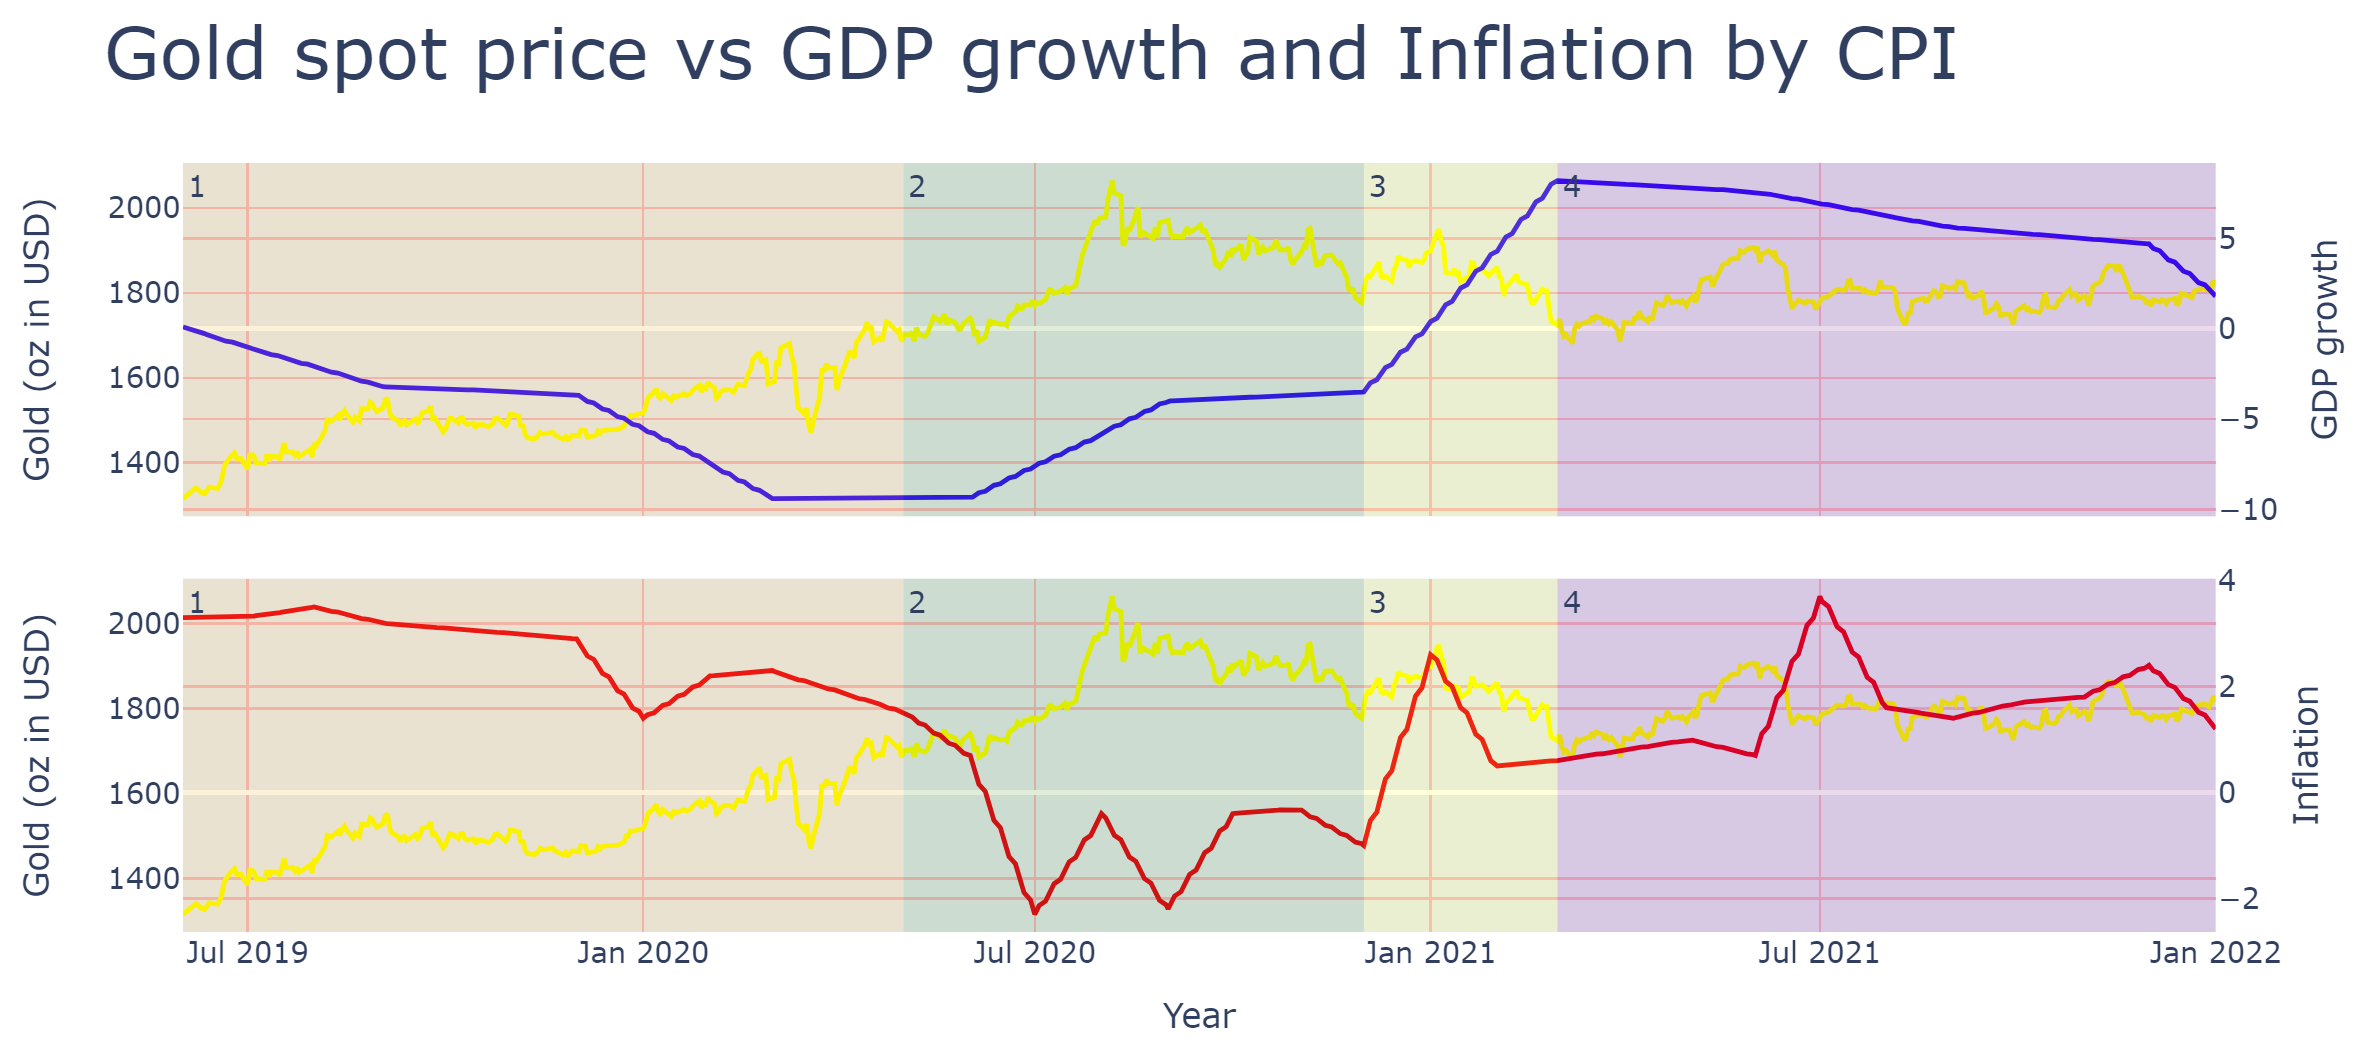 Gold spot price vs GDP growth and Inflation by CPI
1 2 3 4
2000
1800
1600
1400
Gold (oz in USD)
5
0
−5
−10
GDP growth
1 2 3 4
2000
1800
1600
1400
Gold (oz in USD)
4
2
0
−2
Inflation
Jul 2019 Jan 2020 Jul 2020 Jan 2021 Jul 2021 Jan 2022
Year